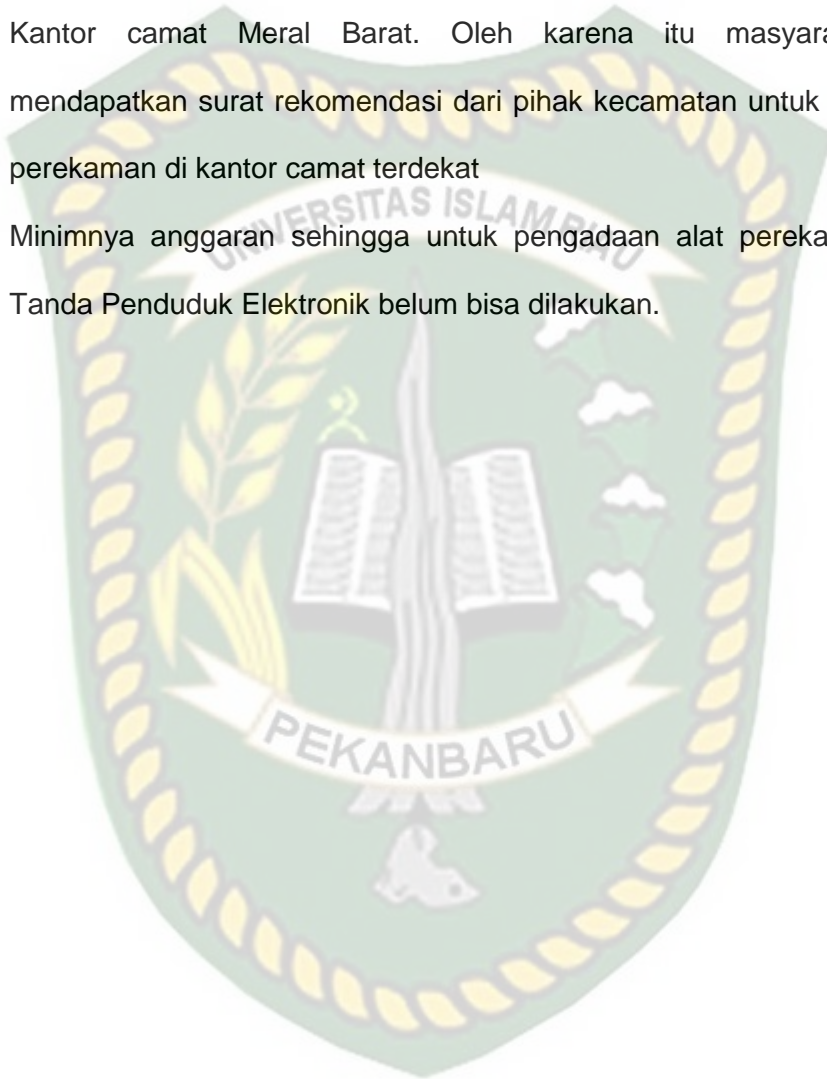 Kantor camat Meral Barat. Oleh karena itu masyara
mendapatkan surat rekomendasi dari pihak kecamatan untuk
perekaman di kantor camat terdekat
UNIVERSITAS ISLAM RIAU
Minimnya anggaran sehingga untuk pengadaan alat pereka
Tanda Penduduk Elektronik belum bisa dilakukan.
PEKANBARU